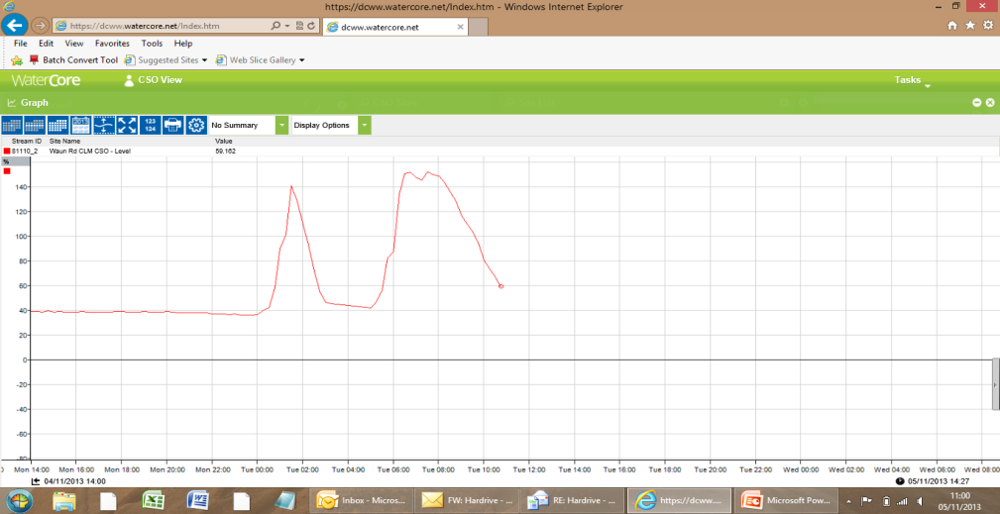 https://dcww.watercore.net/Index.htm - Windows Internet Explorer
https://dcww.watercore.net/Index.htm
dcww.watercore.net
File Edit View Favorites Tools Help
Batch Convert Tool Suggested Sites Web Slice Gallery
WaterCore CSO View Tasks
Graph
2013 123 124 No Summary Display Options
Stream ID Site Name Value
81110_2 Waun Rd CLM CSO - Level 59.162
%
140
120
100
80
60
40
20
0
-20
-40
-60
-80
Mon 14:00 Mon 16:00 Mon 18:00 Mon 20:00 Mon 22:00 Tue 00:00 Tue 02:00 Tue 04:00 Tue 06:00 Tue 08:00 Tue 10:00 Tue 12:00 Tue 14:00 Tue 16:00 Tue 18:00 Tue 20:00 Tue 22:00 Wed 00:00 Wed 02:00 Wed 04:00 Wed 06:00 Wed 08:00
04/11/2013 14:00 05/11/2013 14:27
Inbox - Micros... FW: Hardrive - ... RE: Hardrive - ... https://dcww.... Microsoft Pow... 11:00
05/11/2013